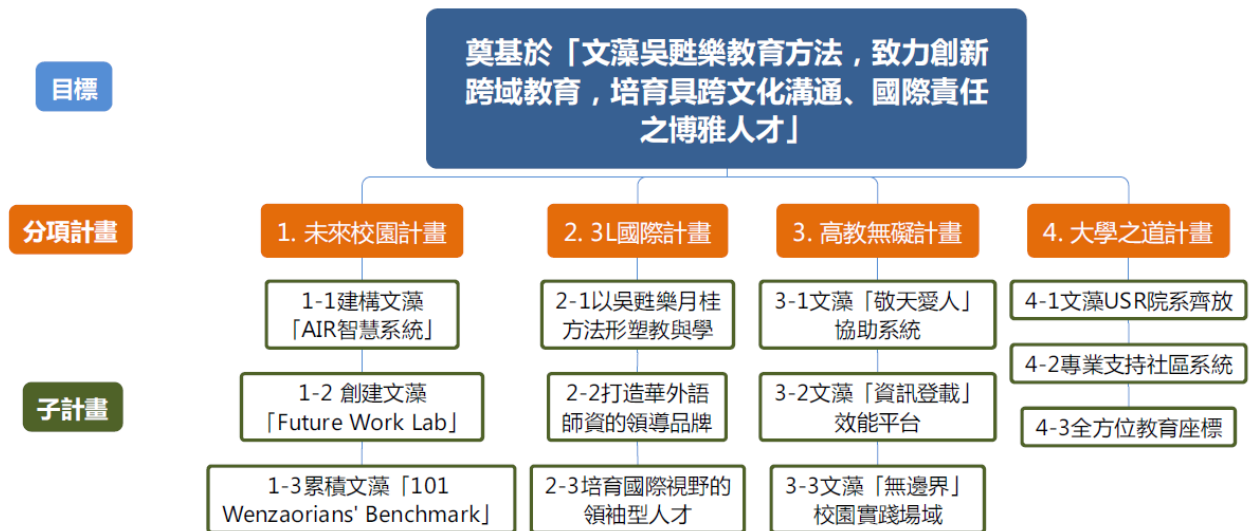 目標
奠基於「文藻吳甦樂教育方法，致力創新
跨域教育，培育具跨文化溝通、國際責任
之博雅人才」
分項計畫
1. 未來校園計畫
2. 3L國際計畫
3. 高教無礙計畫
4. 大學之道計畫
子計畫
1-1建構文藻
「AIR智慧系統」
1-2 創建文藻
「Future Work Lab」
1-3累積文藻「101
Wenzaorians' Benchmark」
2-1以吳甦樂月桂
方法形塑教與學
2-2打造華外語
師資的領導品牌
2-3培育國際視野的
領袖型人才
3-1文藻「敬天愛人」
協助系統
3-2文藻「資訊登載」
效能平台
3-3文藻「無邊界」
校園實踐場域
4-1文藻USR院系齊放
4-2專業支持社區系統
4-3全方位教育座標